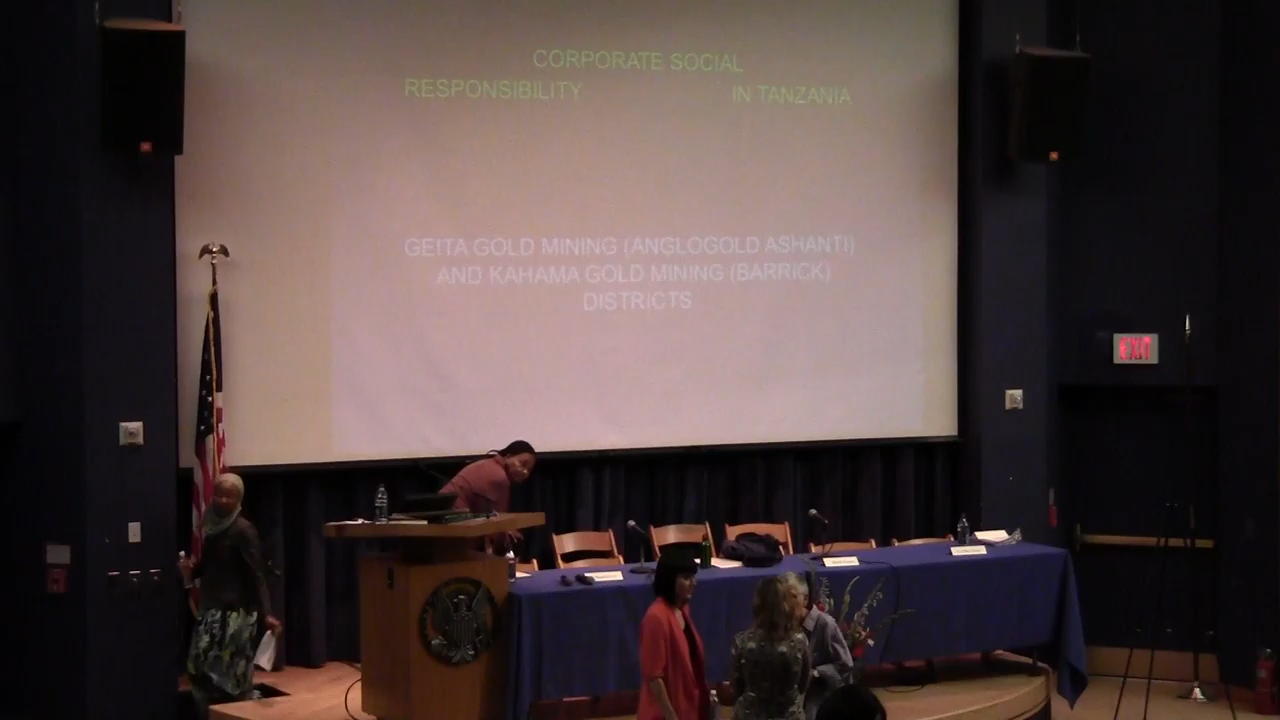 CORPORATE SOCIAL
RESPONSIBILITY IN TANZANIA
GEITA GOLD MINING (ANGLOGOLD ASHANTI)
AND KAHAMA GOLD MINING (BARRICK)
DISTRICTS
EXIT